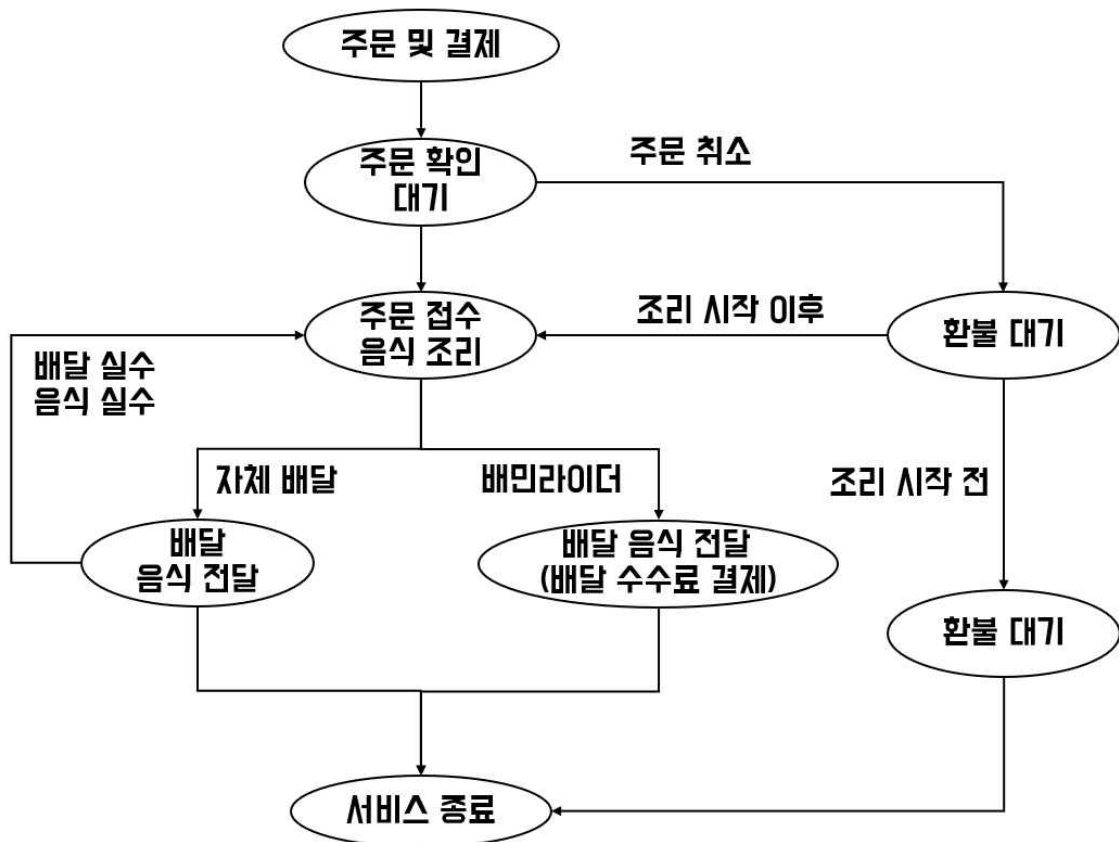 주문 및 결제
주문 확인
대기
주문 취소
주문 접수
음식 조리
조리 시작 이후
환불 대기
배달 실수
음식 실수
자체 배달
배민라이더
조리 시작 전
배달
음식 전달
배달 음식 전달
(배달 수수료 결제)
환불 대기
서비스 종료